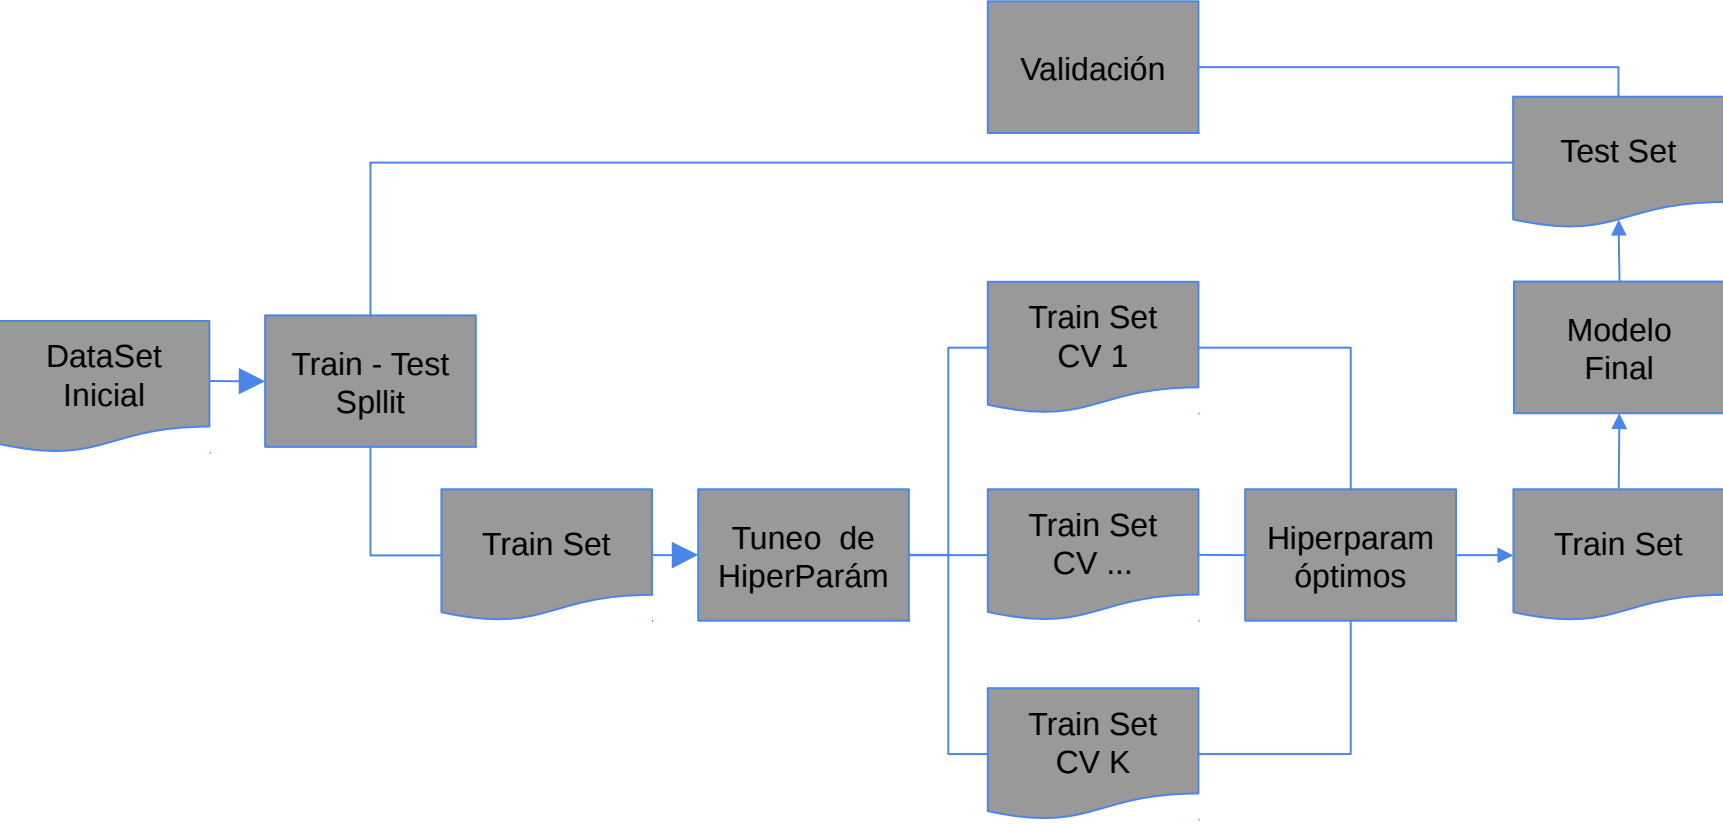 Validación
Test Set
DataSet
Inicial
Train - Test
Spllit
Train Set
CV 1
Modelo
Final
Train Set
Tuneo  de
HiperParám
Train Set
CV ...
Hiperparam
óptimos
Train Set
Train Set
CV K